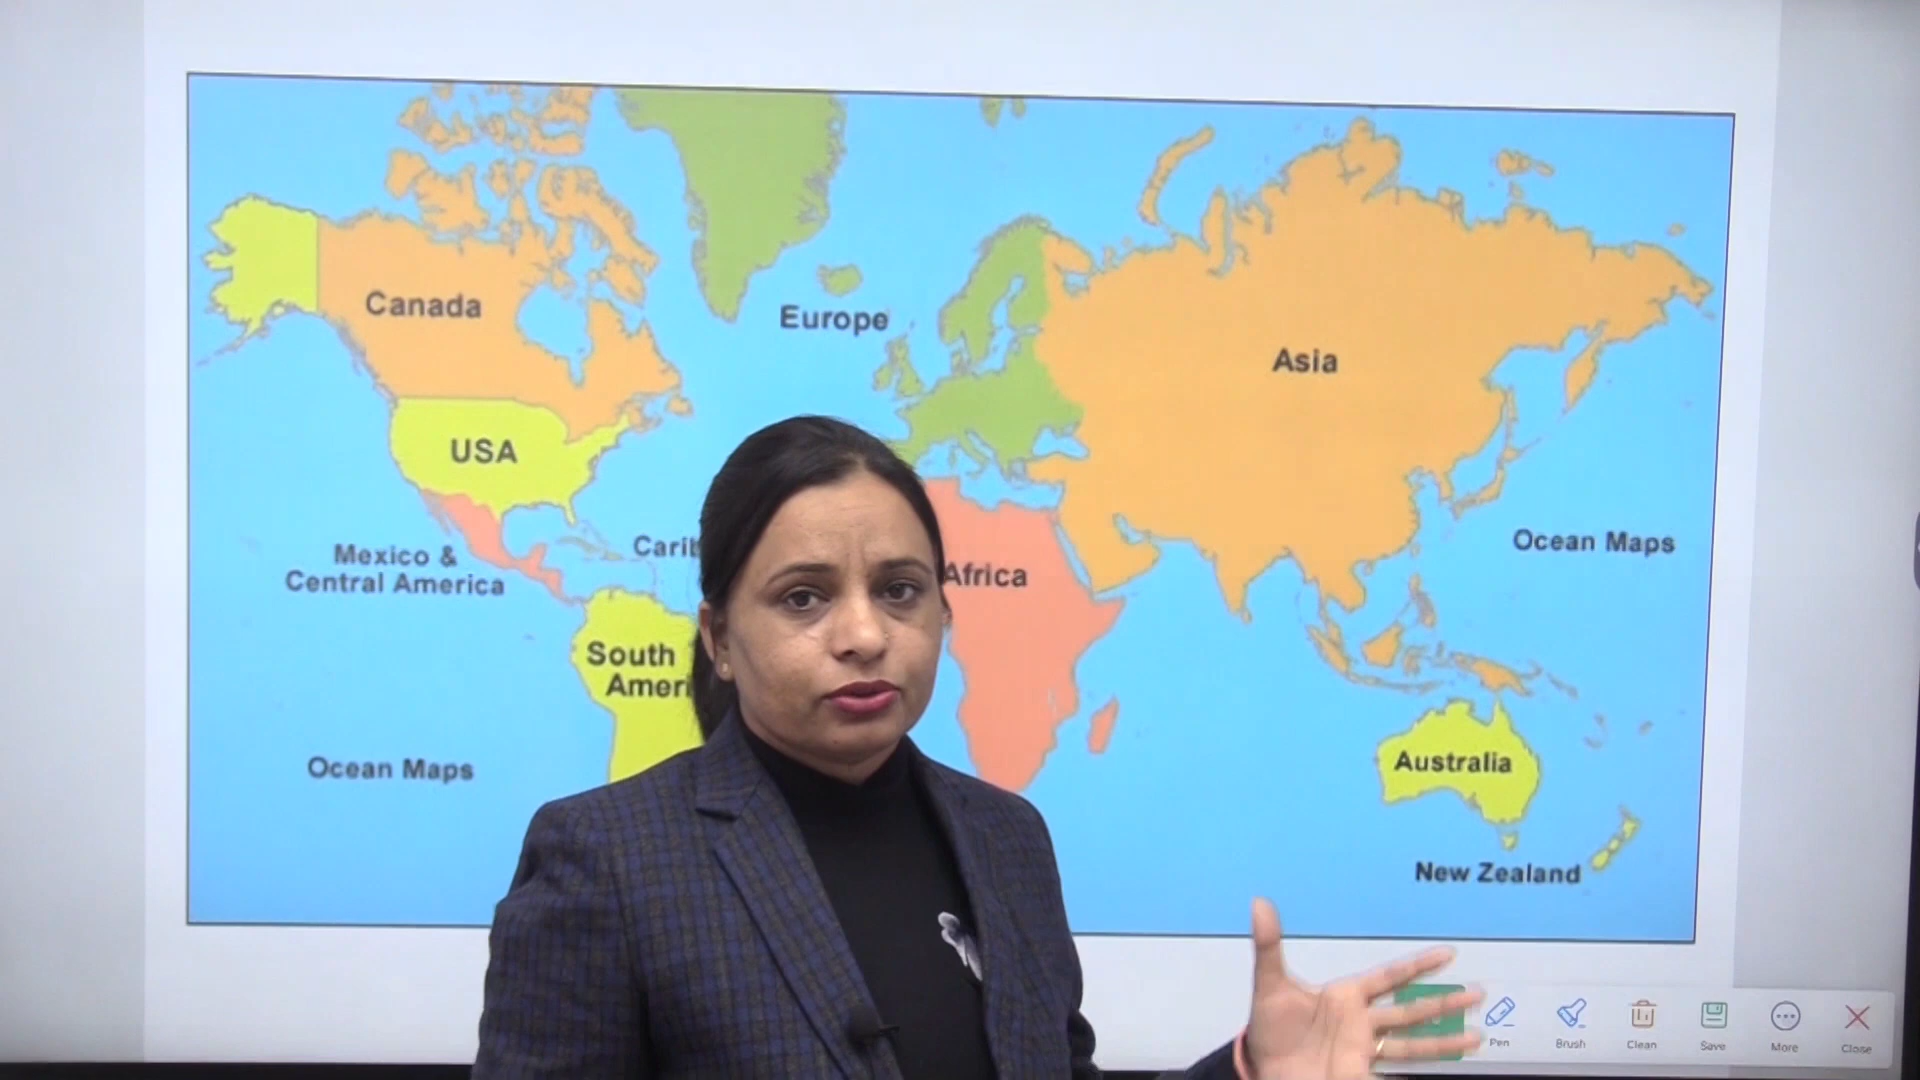 Canada
Europe
Asia
USA
Ocean Maps
Mexico &
Central America
Africa
South
Australia
Ocean Maps
New Zealand
Pen
Brush
Clean
Save
More
Close